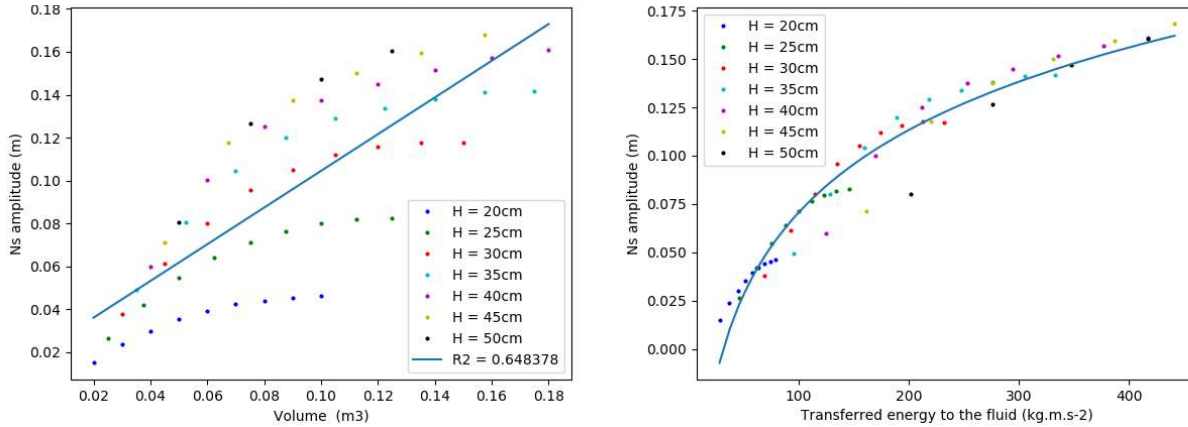 0.18
0.16
0.14
0.12
0.10
0.08
0.06
0.04
0.02
Ns amplitude (m)
H = 20cm
H = 25cm
H = 30cm
H = 35cm
H = 40cm
H = 45cm
H = 50cm
R2 = 0.648378
0.02 0.04 0.06 0.08 0.10 0.12 0.14 0.16 0.18
Volume (m3)
0.175
0.150
0.125
0.100
0.075
0.050
0.025
0.000
Ns amplitude (m)
H = 20cm
H = 25cm
H = 30cm
H = 35cm
H = 40cm
H = 45cm
H = 50cm
100 200 300 400
Transferred energy to the fluid (kg.m.s-2)